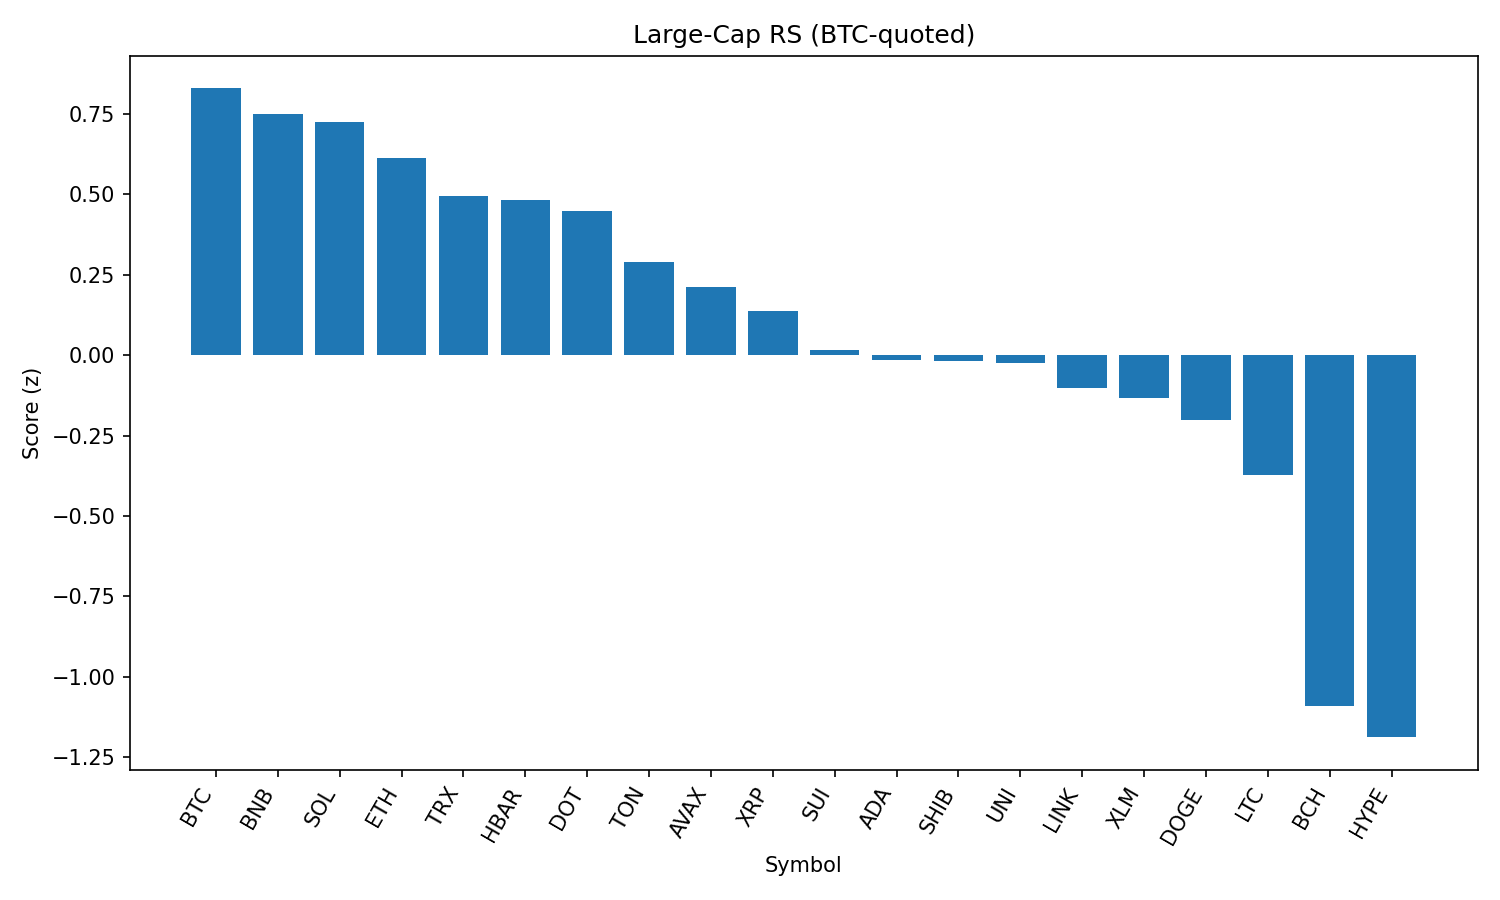 Large-Cap RS (BTC-quoted)
Score (z)
0.75
0.50
0.25
0.00
−0.25
−0.50
−0.75
−1.00
−1.25
BTC
BNB
SOL
ETH
TRX
HBAR
DOT
TON
AVAX
XRP
SUI
ADA
SHIB
UNI
LINK
XLM
DOGE
LTC
BCH
HYPE
Symbol